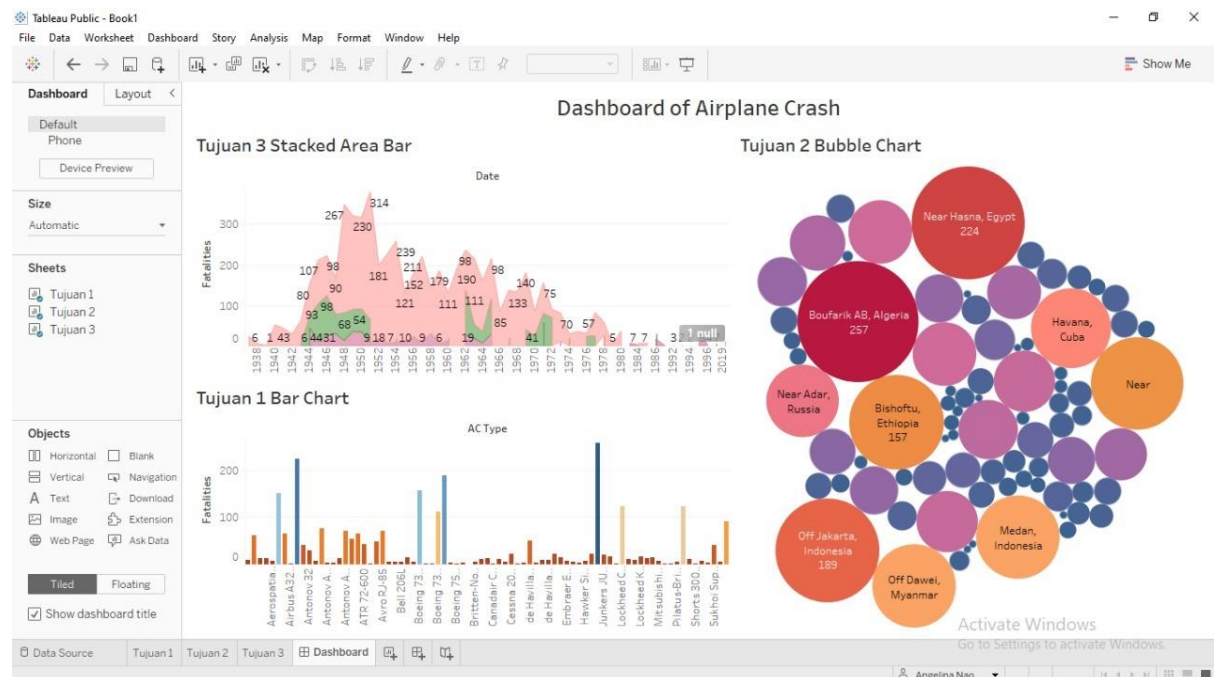 Tableau Public - Book1
File Data Worksheet Dashboard Story Analysis Map Format Window Help
Show Me
Dashboard Layout
Default
Phone
Device Preview
Size
Automatic
Sheets
Tujuan 1
Tujuan 2
Tujuan 3
Objects
Horizontal Blank
Vertical Navigation
Text Download
Image Extension
Web Page Ask Data
Tiled Floating
Show dashboard title
Dashboard of Airplane Crash
Tujuan 3 Stacked Area Bar
Date
Fatalities
300
200
100
0
267 314
230
107 98 239 98
90 181 211 190 98
80 152 179 140
93 98 121 111 111 133 75
68 54 85 70 57
6 1 43 6 44 31 9 18 7 10 9 6 19 41 5 7 7
1 null
1938 1940 1942 1944 1946 1948 1950 1952 1954 1956 1958 1960 1962 1964 1966 1968 1970 1972 1974 1976 1978 1980 1984 1986 1992 1994 1996 2019
Tujuan 1 Bar Chart
AC Type
Fatalities
200
100
0
Aerospatia...
Airbus A32..
Antonov 32
Antonov A..
Antonov A..
ATR 72-600
Avro RJ-85
Bell 206L
Boeing 73..
Boeing 73..
Boeing 75..
Britten-No..
Canadair C..
Cessna 20..
de Havilla..
de Havilla..
Embraer E..
Hawker Si..
Junkers JU..
Lockheed C..
Lockheed K..
Mitsubishi
Pilatus-Bri..
Shorts 300
Sukhoi Sup..
Tujuan 2 Bubble Chart
Near Hasna, Egypt
224
Boufarik AB, Algeria
257
Havana,
Cuba
Near
Near Adar,
Russia
Bishoftu,
Ethiopia
157
Off Jakarta,
Indonesia
189
Medan,
Indonesia
Off Dawei,
Myanmar
Activate Windows
Go to Settings to activate Windows.
Data Source Tujuan 1 Tujuan 2 Tujuan 3 Dashboard
Angelina Nao